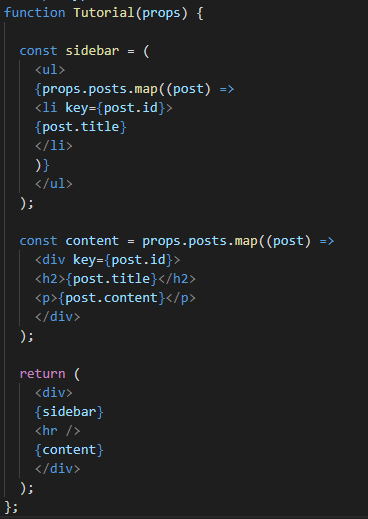 function Tutorial(props) {
const sidebar = (
<ul>
{props.posts.map((post) =>
<li key={post.id}>
{post.title}
</li>
)}
</ul>
);
const content = props.posts.map((post) =>
<div key={post.id}>
<h2>{post.title}</h2>
<p>{post.content}</p>
</div>
);
return (
<div>
{sidebar}
<hr />
{content}
</div>
);
};